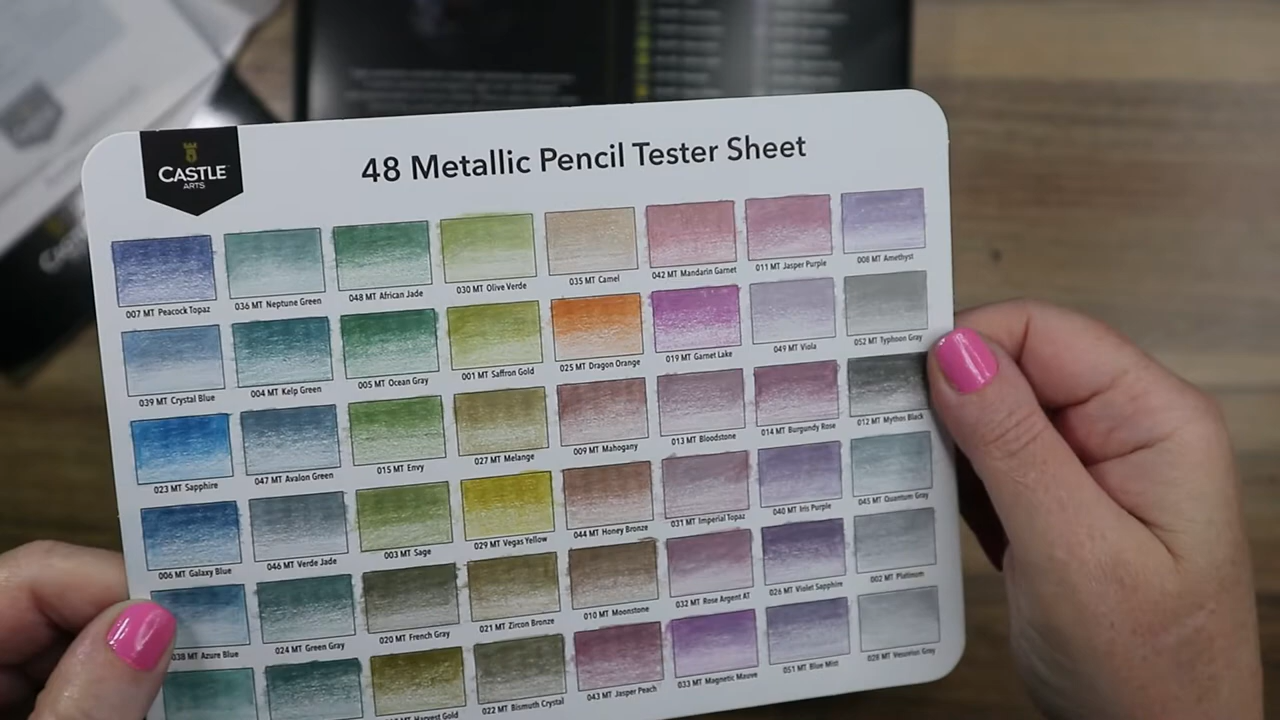 CASTLE
ARTS
48 Metallic Pencil Tester Sheet
007 MT Peacock Topaz
036 MT Neptune Green
048 MT African Jade
030 MT Olive Verde
035 MT Camel
042 MT Mandarin Garnet
011 MT Jasper Purple
008 MT Amethyst
039 MT Crystal Blue
004 MT Kelp Green
005 MT Ocean Gray
001 MT Saffron Gold
025 MT Dragon Orange
019 MT Garnet Lake
049 MT Viola
052 MT Typhoon Gray
023 MT Sapphire
047 MT Avalon Green
015 MT Envy
027 MT Melange
009 MT Mahogany
013 MT Bloodstone
014 MT Burgundy Rose
012 MT Mythos Black
006 MT Galaxy Blue
046 MT Verde Jade
003 MT Sage
029 MT Vegas Yellow
044 MT Honey Bronze
031 MT Imperial Topaz
040 MT Iris Purple
045 MT Quantum Gray
038 MT Azure Blue
024 MT Green Gray
020 MT French Gray
021 MT Zircon Bronze
010 MT Moonstone
032 MT Rose Argent AT
026 MT Violet Sapphire
002 MT Platinum
Harvest Gold
022 MT Bismuth Crystal
043 MT Jasper Peach
033 MT Magnetic Mauve
051 MT Blue Mist
028 MT Vesuvius Grey